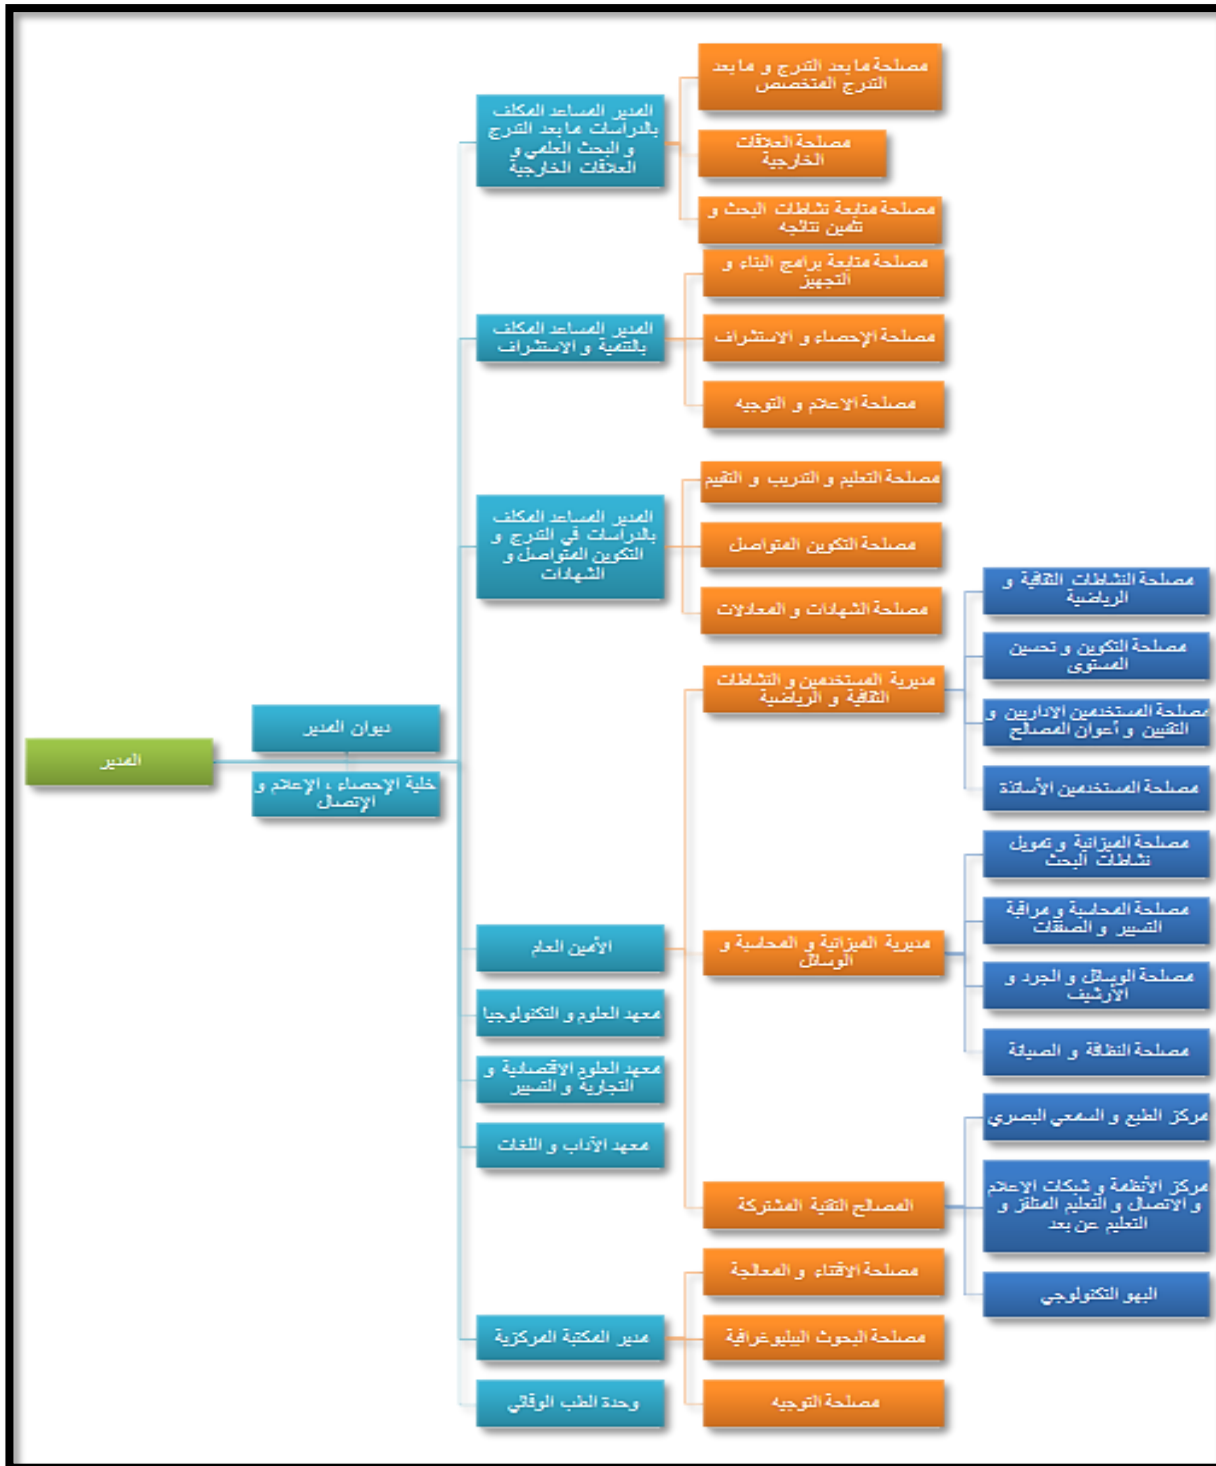 المدير
ديوان المدير
خلية الإحصاء ، الإعلام و
الإتصال
المدير المساعد المكلف
بالدراسات ما بعد التدرج
و البحث العلمي و
العلاقات الخارجية
مصلحة ما بعد التدرج و ما بعد
التدرج المتخصص
مصلحة العلاقات
الخارجية
مصلحة متابعة نشاطات البحث و
تثمين نتائجه
المدير المساعد المكلف
بالتنمية و الاستشراف
مصلحة متابعة برامج البناء و
التجهيز
مصلحة الإحصاء و الاستشراف
مصلحة الاعلام و التوجيه
المدير المساعد المكلف
بالدراسات في التدرج و
التكوين المتواصل و
الشهادات
مصلحة التعليم و التدريب و التقييم
مصلحة التكوين المتواصل
مصلحة الشهادات و المعادلات
الأمين العام
مديرية المستخدمين و النشاطات
الثقافية و الرياضية
مصلحة النشاطات الثقافية و
الرياضية
مصلحة التكوين و تحسين
المستوى
مصلحة المستخدمين الاداريين و
التقنيين و أعوان المصالح
مصلحة المستخدمين الأساتذة
مديرية الميزانية و المحاسبة و
الوسائل
مصلحة الميزانية و تمويل
نشاطات البحث
مصلحة المحاسبة و مراقبة
التسيير و الصفقات
مصلحة الوسائل و الجرد و
الأرشيف
مصلحة النظافة و الصيانة
المصالح التقنية المشتركة
مركز الطبع و السمعي البصري
مركز الأنظمة و شبكات الاعلام
و الاتصال و التعليم المتلفز و
التعليم عن بعد
البهو التكنولوجي
معهد العلوم و التكنولوجيا
معهد العلوم الاقتصادية و
التجارية و التسيير
معهد الآداب و اللغات
مدير المكتبة المركزية
مصلحة الاقتناء و المعالجة
مصلحة البحوث البيليوغرافية
مصلحة التوجيه
وحدة الطب الوقائي